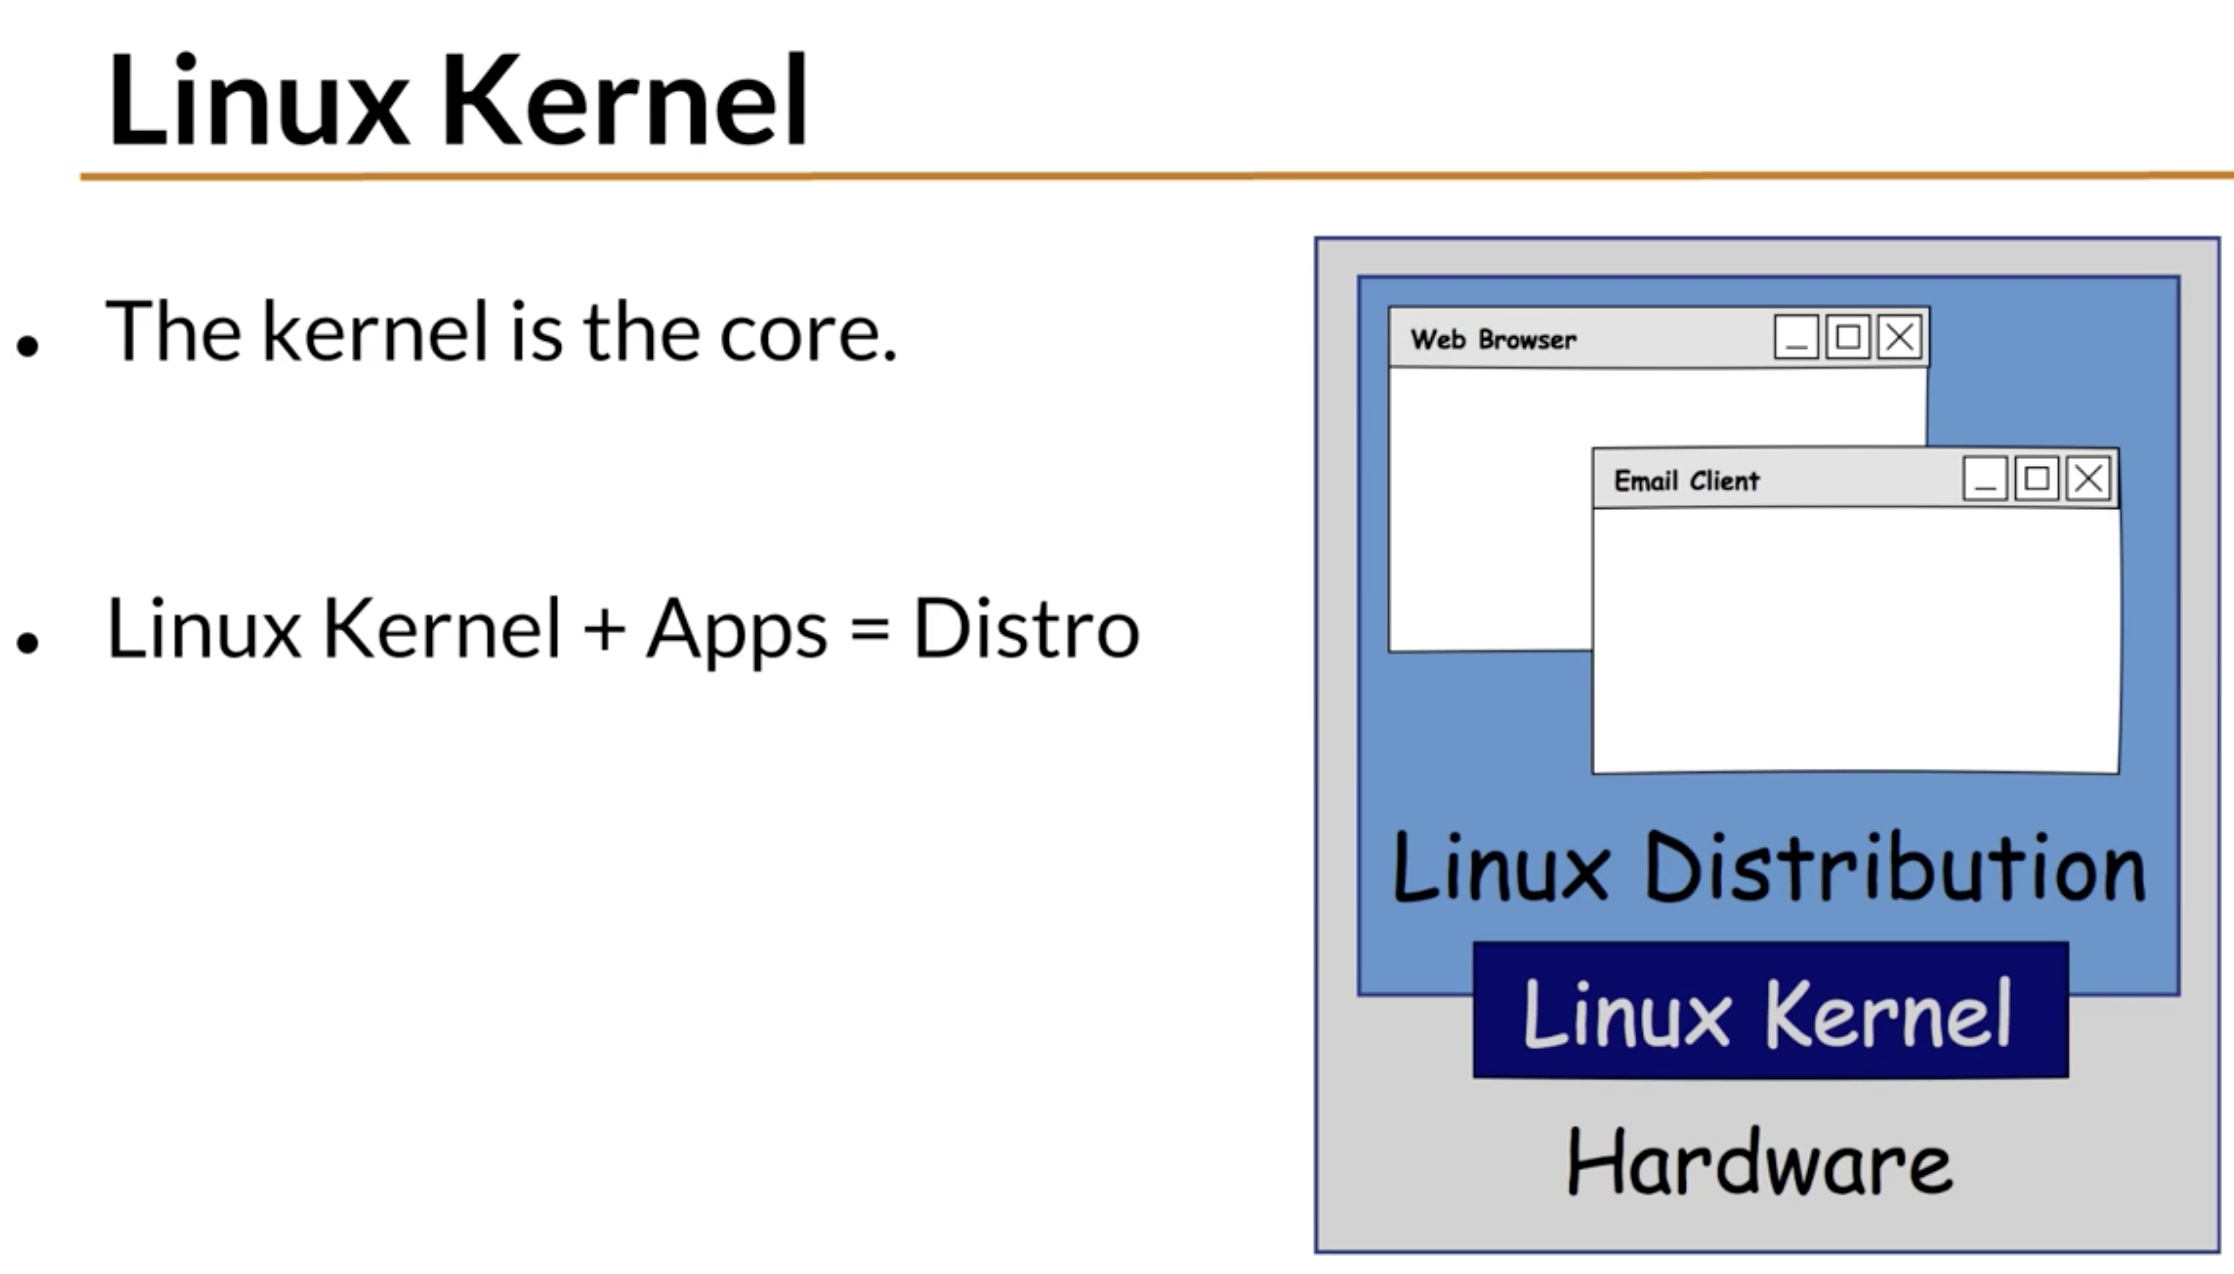 Linux Kernel
• The kernel is the core.
• Linux Kernel + Apps = Distro
Web Browser
Email Client
Linux Distribution
Linux Kernel
Hardware